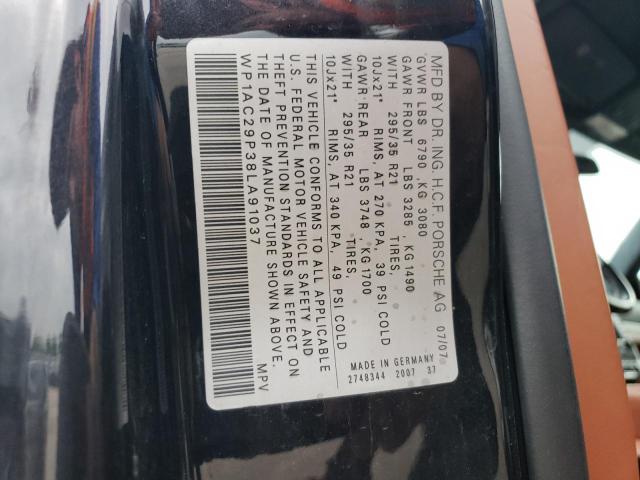 MFD BY DR. ING. H.C.F. PORSCHE AG 07/07
GVWR LBS 6790 , KG 3080
GAWR FRONT LBS 3285 , KG 1490
WITH 295/35 R21 TIRES,
10Jx21" RIMS, AT 270 KPA, 39 PSI COLD
GAWR REAR LBS 3748 , KG 1700
WITH 295/35 R21 TIRES,
10Jx21" RIMS, AT 340 KPA, 49 PSI COLD
THIS VEHICLE CONFORMS TO ALL APPLICABLE
U.S. FEDERAL MOTOR VEHICLE SAFETY AND
THEFT PREVENTION STANDARDS IN EFFECT ON
THE DATE OF MANUFACTURE SHOWN ABOVE.
WP1AC29P38LA91037 MPV
MADE IN GERMANY
2748344 2007 37